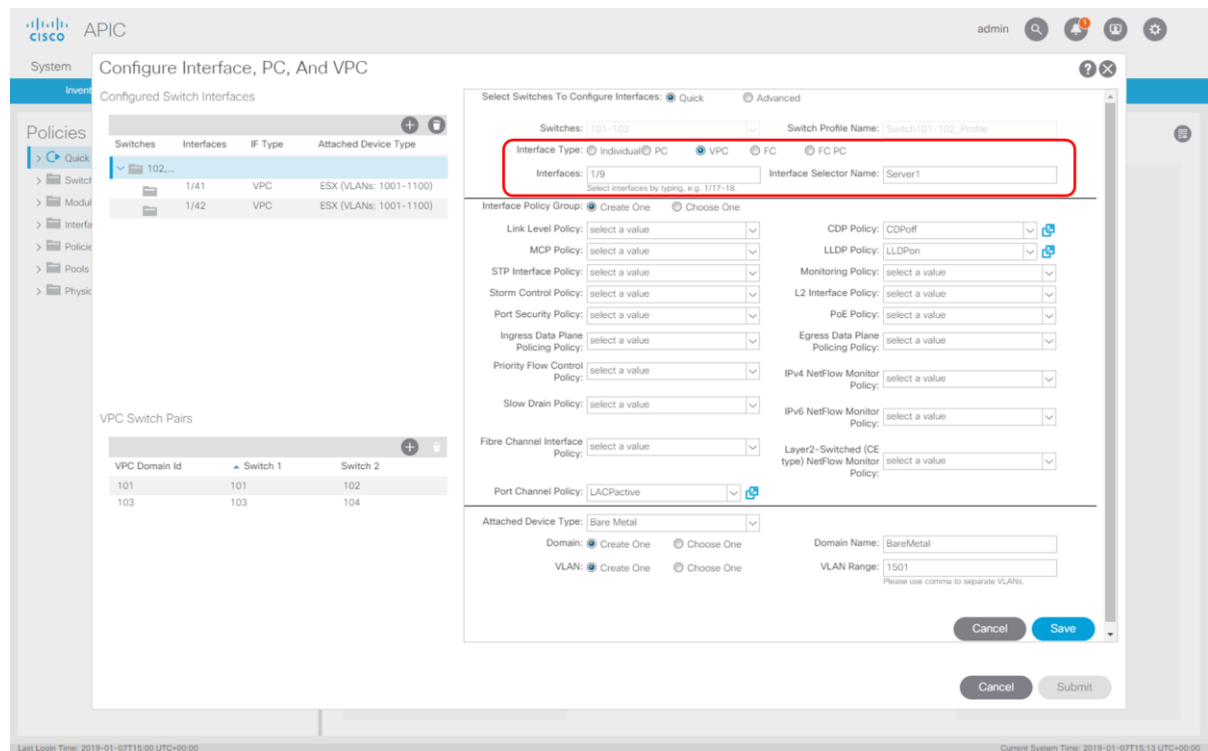 CISCO APIC admin 1
System
Configure Interface, PC, And VPC
Invent
Configured Switch Interfaces
Select Switches To Configure Interfaces: Quick Advanced
Policies
Switches Interfaces IF Type Attached Device Type
Switches: 101-102 Switch Profile Name: Switch101-102_Profile
Quick
Interface Type: Individual PC VPC FC FC PC
102,...
Switch
1/41 VPC ESX (VLANs: 1001-1100)
Interfaces: 1/9 Interface Selector Name: Server1
Select interfaces by typing, e.g. 1/17-18.
Modul
1/42 VPC ESX (VLANs: 1001-1100)
Interface Policy Group: Create One Choose One
Interfa
Link Level Policy: select a value CDP Policy: CDPoff
Policie
MCP Policy: select a value LLDP Policy: LLDPon
Pools
STP Interface Policy: select a value Monitoring Policy: select a value
Physic
Storm Control Policy: select a value L2 Interface Policy: select a value
Port Security Policy: select a value PoE Policy: select a value
Ingress Data Plane
Policing Policy: select a value
Egress Data Plane
Policing Policy: select a value
Priority Flow Control
Policy: select a value
IPv4 NetFlow Monitor
Policy: select a value
Slow Drain Policy: select a value
IPv6 NetFlow Monitor
Policy: select a value
VPC Switch Pairs
Fibre Channel Interface
Policy: select a value
Layer2-Switched (CE
type) NetFlow Monitor
Policy: select a value
VPC Domain Id Switch 1 Switch 2
101 101 102
103 103 104
Port Channel Policy: LACPactive
Attached Device Type: Bare Metal
Domain: Create One Choose One Domain Name: BareMetal
VLAN: Create One Choose One VLAN Range: 1501
Please use comma to separate VLANs.
Cancel Save
Cancel Submit
Last Login Time: 2019-01-07T15:00 UTC+00:00 Current System Time: 2019-01-07T15:13 UTC+00:00